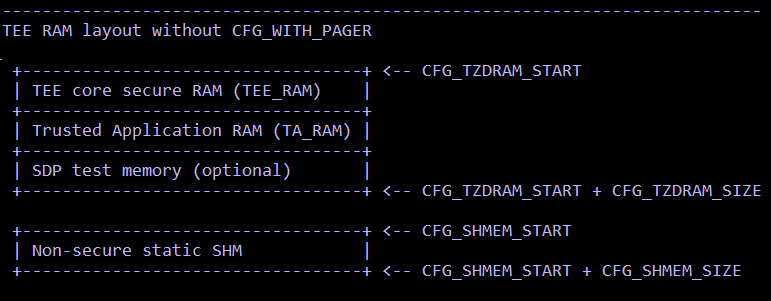 ----------------------------------------------------------------------------
TEE RAM layout without CFG_WITH_PAGER
+----------------------------------+ <-- CFG_TZDRAM_START
| TEE core secure RAM (TEE_RAM)    |
+----------------------------------+
| Trusted Application RAM (TA_RAM) |
+----------------------------------+
| SDP test memory (optional)       |
+----------------------------------+ <-- CFG_TZDRAM_START + CFG_TZDRAM_SIZE
+----------------------------------+ <-- CFG_SHMEM_START
| Non-secure static SHM            |
+----------------------------------+ <-- CFG_SHMEM_START + CFG_SHMEM_SIZE